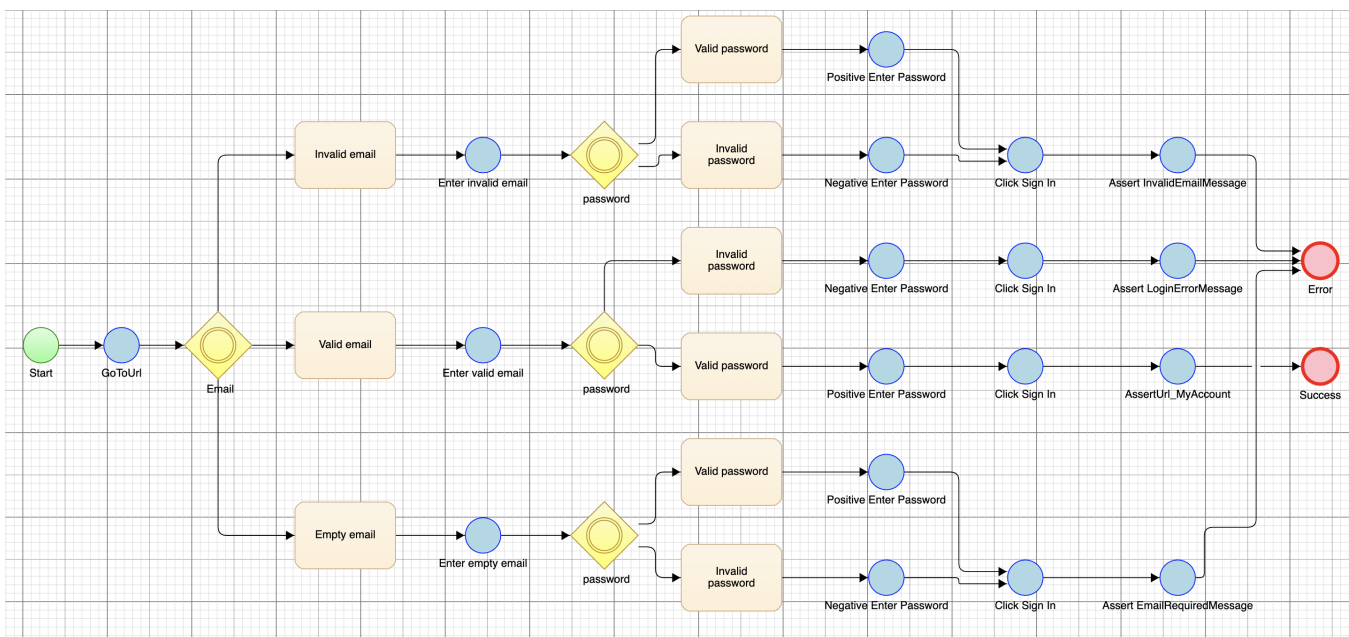 Valid password
Positive Enter Password
Invalid email
Enter invalid email
password
Invalid
password
Negative Enter Password
Click Sign In
Assert InvalidEmailMessage
Invalid
password
Negative Enter Password
Click Sign In
Assert LoginErrorMessage
Error
Start
GoToUrl
Email
Valid email
Enter valid email
password
Valid password
Positive Enter Password
Click Sign In
AssertUrl_MyAccount
Success
Valid password
Positive Enter Password
Empty email
Enter empty email
password
Invalid
password
Negative Enter Password
Click Sign In
Assert EmailRequiredMessage